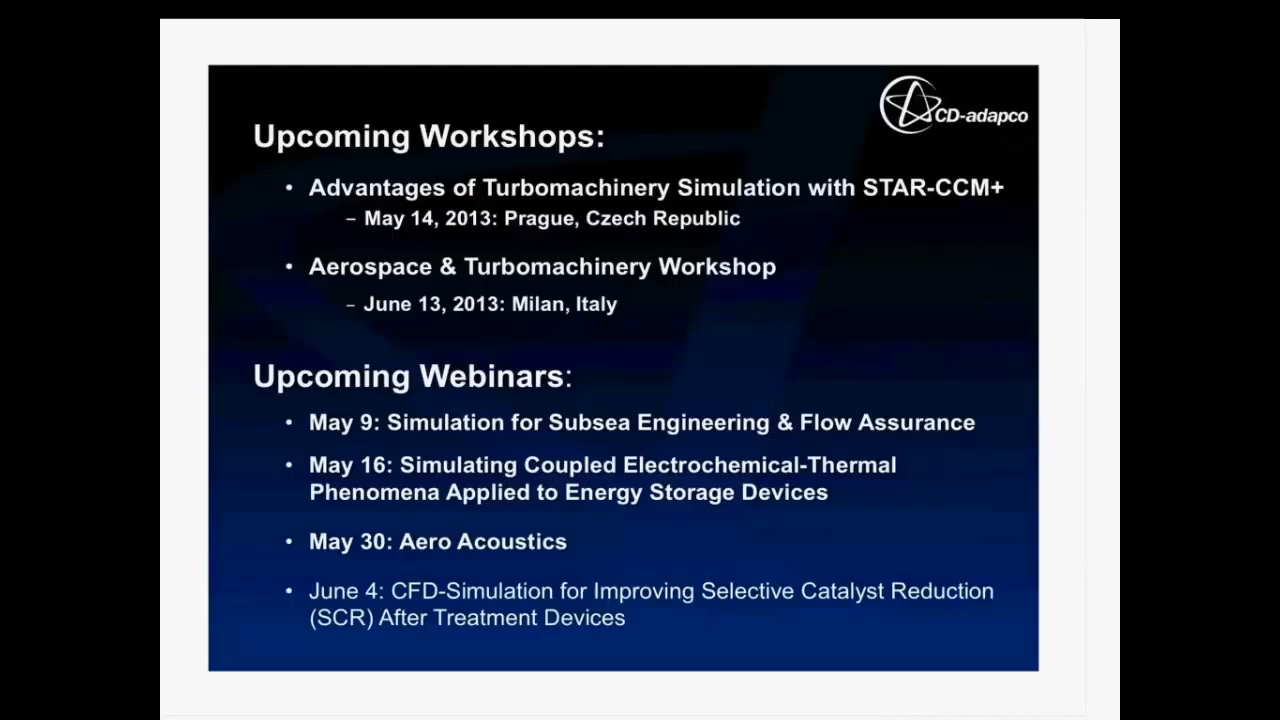 CD-adapco
Upcoming Workshops:
• Advantages of Turbomachinery Simulation with STAR-CCM+
– May 14, 2013: Prague, Czech Republic
• Aerospace & Turbomachinery Workshop
– June 13, 2013: Milan, Italy
Upcoming Webinars:
• May 9: Simulation for Subsea Engineering & Flow Assurance
• May 16: Simulating Coupled Electrochemical-Thermal
Phenomena Applied to Energy Storage Devices
• May 30: Aero Acoustics
• June 4: CFD-Simulation for Improving Selective Catalyst Reduction
(SCR) After Treatment Devices